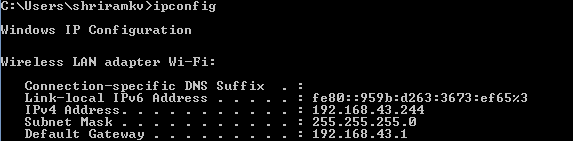 C:\Users\shriramkv>ipconfig
Windows IP Configuration
Wireless LAN adapter Wi-Fi:
Connection-specific DNS Suffix  . :
Link-local IPv6 Address . . . . . : fe80::959b:d263:3673:ef65%3
IPv4 Address. . . . . . . . . . . : 192.168.43.244
Subnet Mask . . . . . . . . . . . : 255.255.255.0
Default Gateway . . . . . . . . . : 192.168.43.1